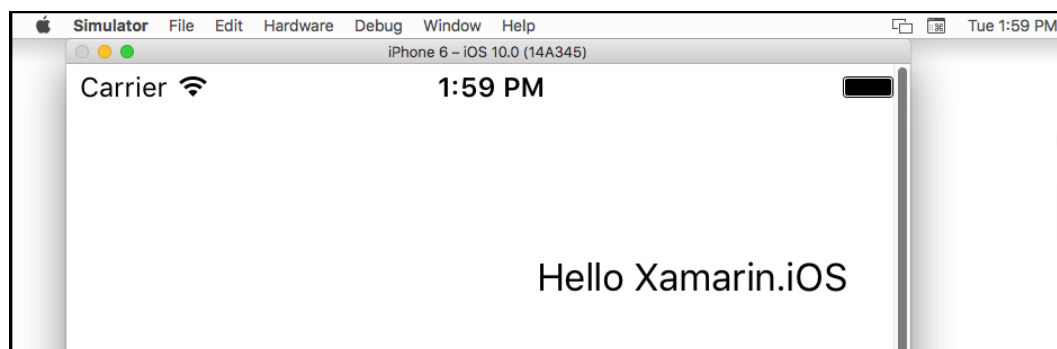 Simulator File Edit Hardware Debug Window Help Tue 1:59 PM
iPhone 6 – iOS 10.0 (14A345)
Carrier 1:59 PM
Hello Xamarin.iOS